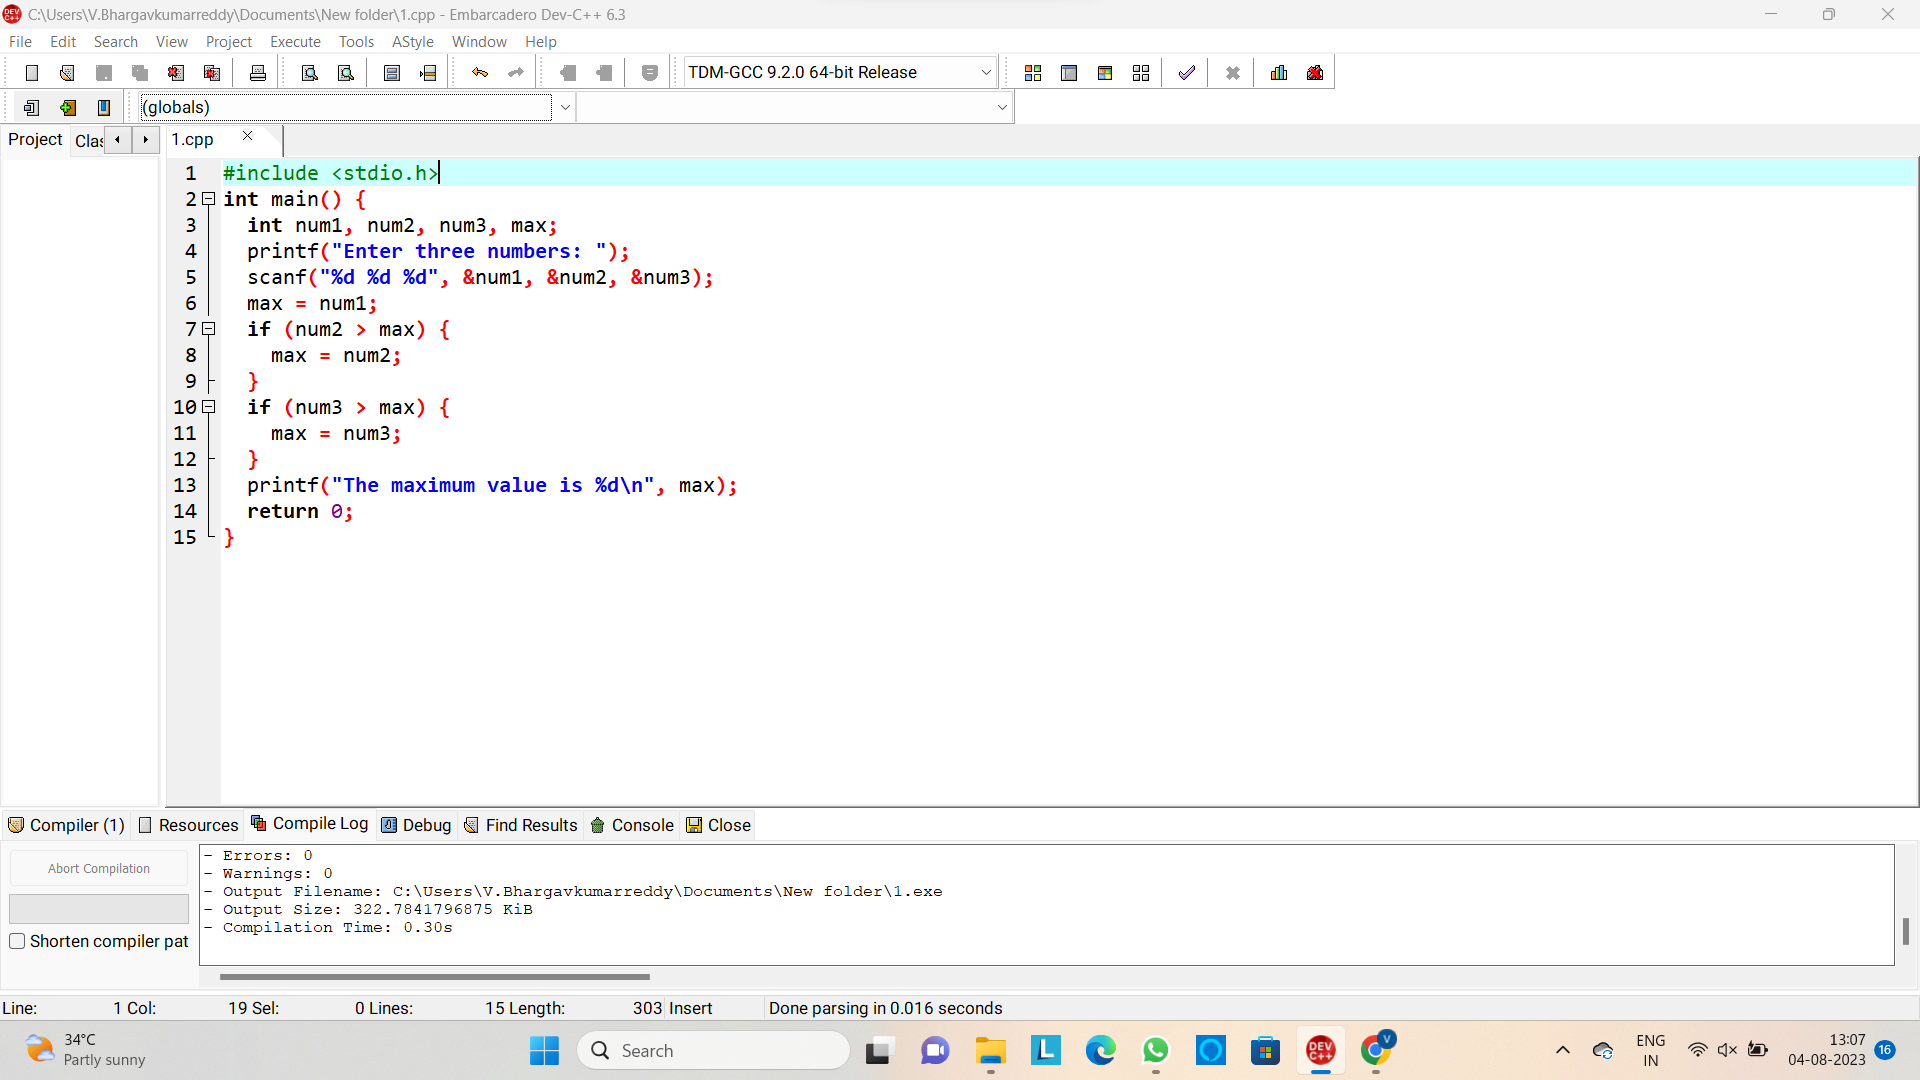 C:\Users\V.Bhargavkumarreddy\Documents\New folder\1.cpp - Embarcadero Dev-C++ 6.3
File Edit Search View Project Execute Tools AStyle Window Help
TDM-GCC 9.2.0 64-bit Release
(globals)
Project Clas 1.cpp
1 #include <stdio.h>
2 int main() {
3 int num1, num2, num3, max;
4 printf("Enter three numbers: ");
5 scanf("%d %d %d", &num1, &num2, &num3);
6 max = num1;
7 if (num2 > max) {
8 max = num2;
9 }
10 if (num3 > max) {
11 max = num3;
12 }
13 printf("The maximum value is %d\n", max);
14 return 0;
15 }
Compiler (1) Resources Compile Log Debug Find Results Console Close
Abort Compilation
Shorten compiler pat
- Errors: 0
- Warnings: 0
- Output Filename: C:\Users\V.Bhargavkumarreddy\Documents\New folder\1.exe
- Output Size: 322.7841796875 KiB
- Compilation Time: 0.30s
Line: 1 Col: 19 Sel: 0 Lines: 15 Length: 303 Insert Done parsing in 0.016 seconds
34°C
Partly sunny
Search
DEV C++
V
ENG
IN
13:07
04-08-2023
16